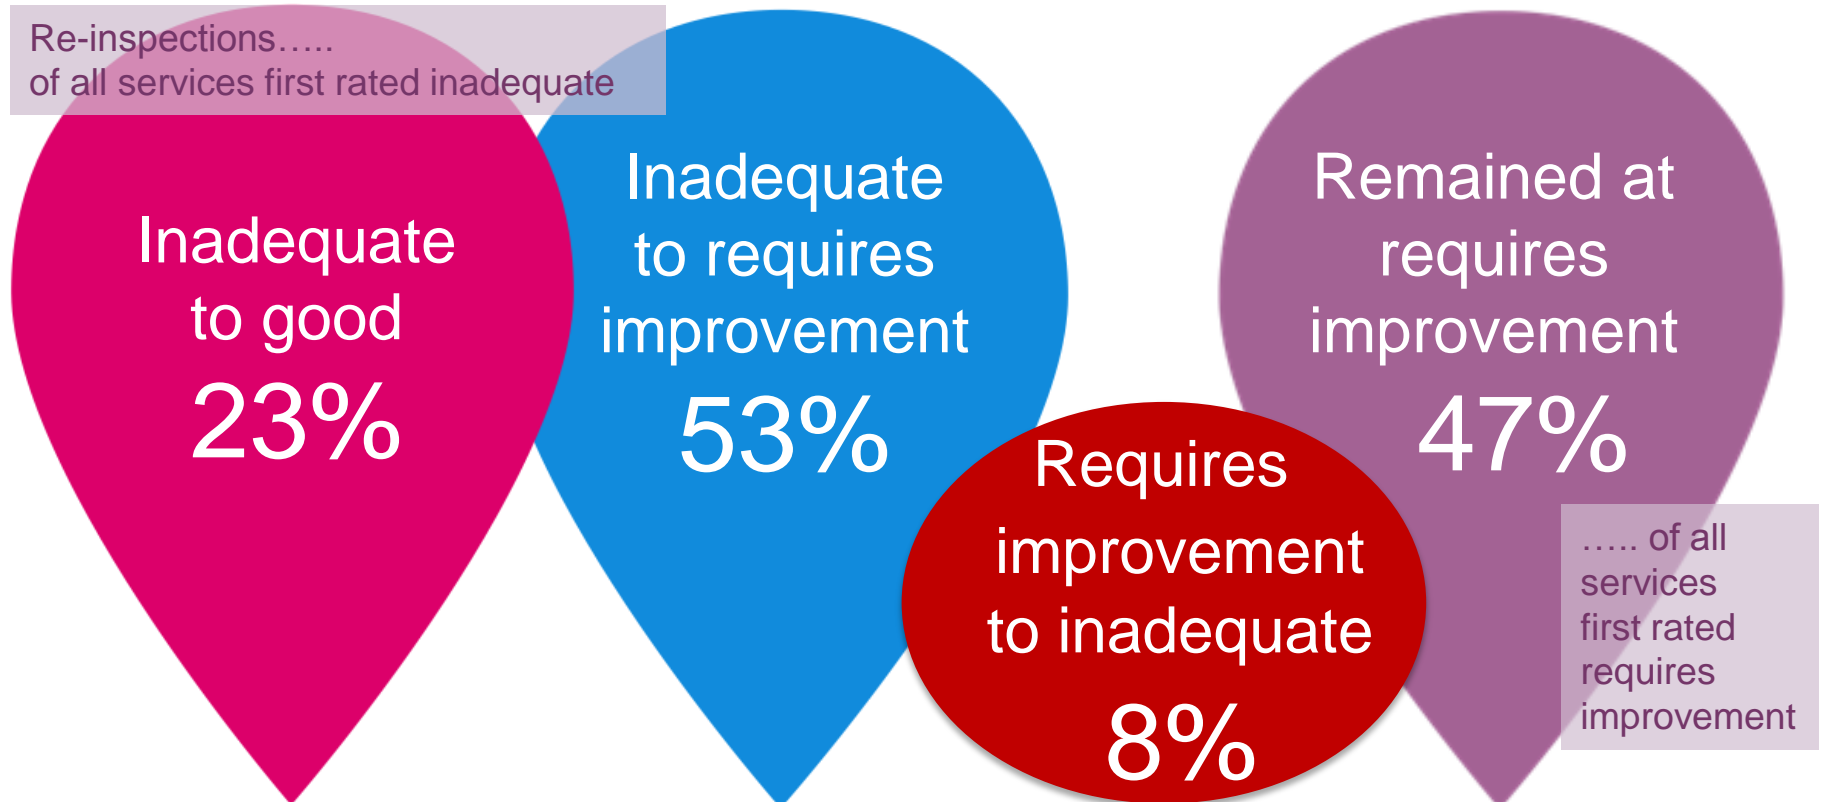 Re-inspections…..
of all services first rated inadequate
Inadequate
to good
23%
Inadequate
to requires
improvement
53%
Requires
improvement
to inadequate
8%
Remained at
requires
improvement
47%
….. of all
services
first rated
requires
improvement